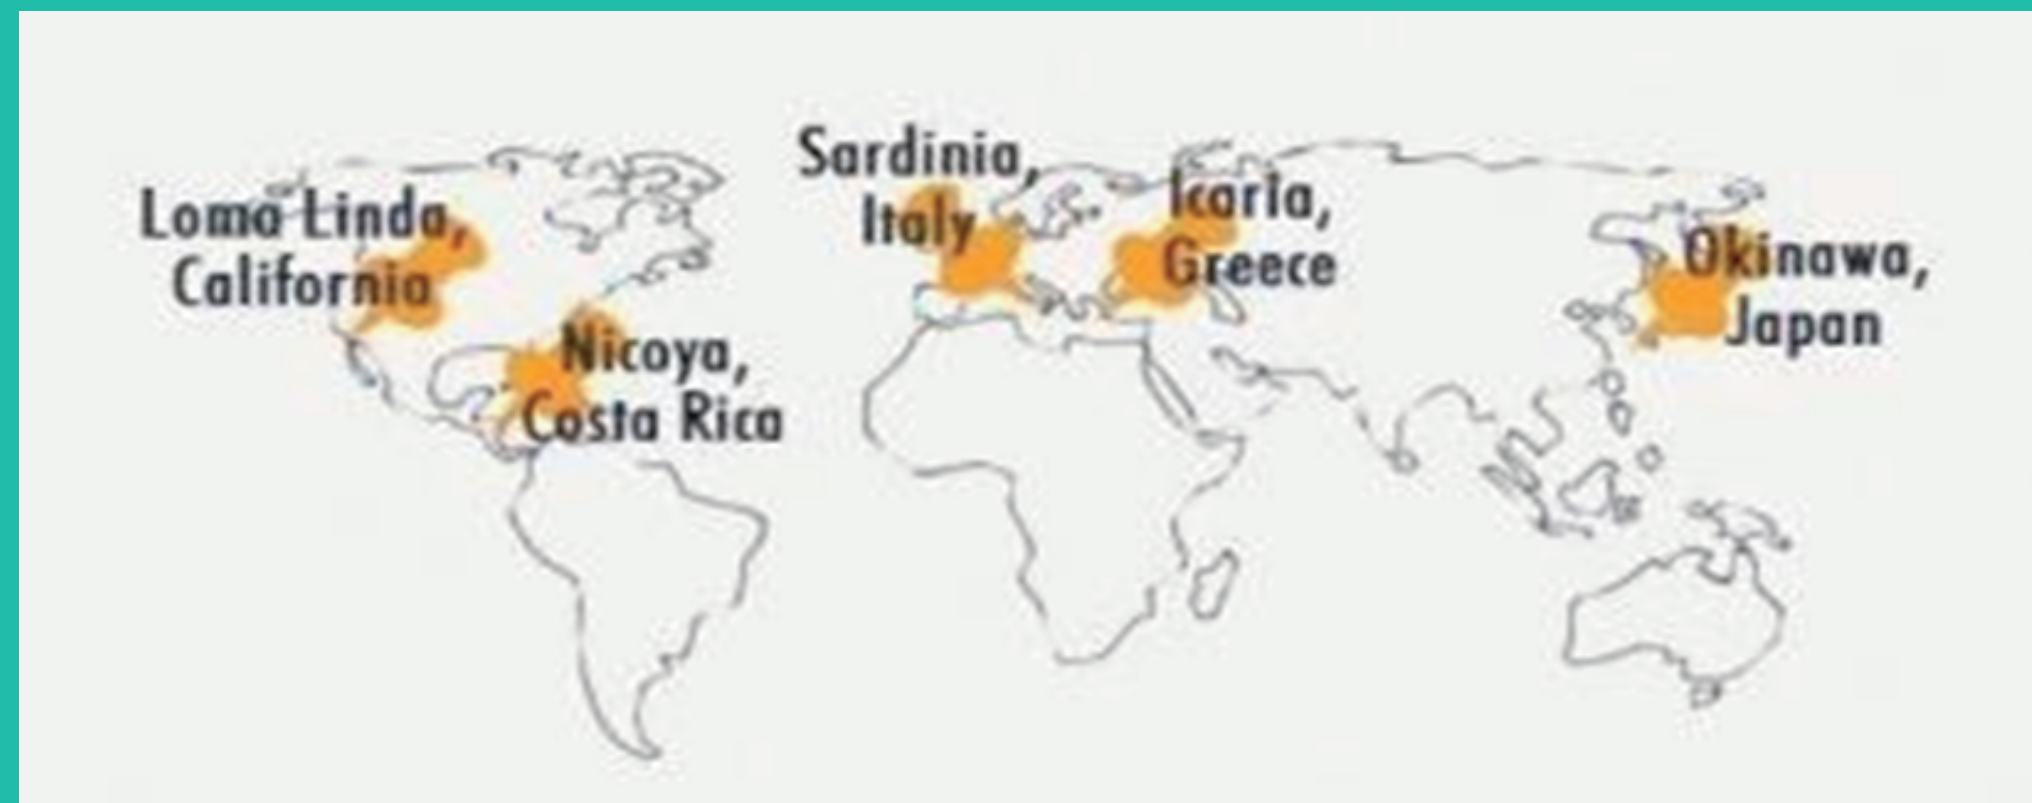 Loma Linda,
California
Nicoya,
Costa Rica
Sardinia,
Italy
Icaria,
Greece
Okinawa,
Japan